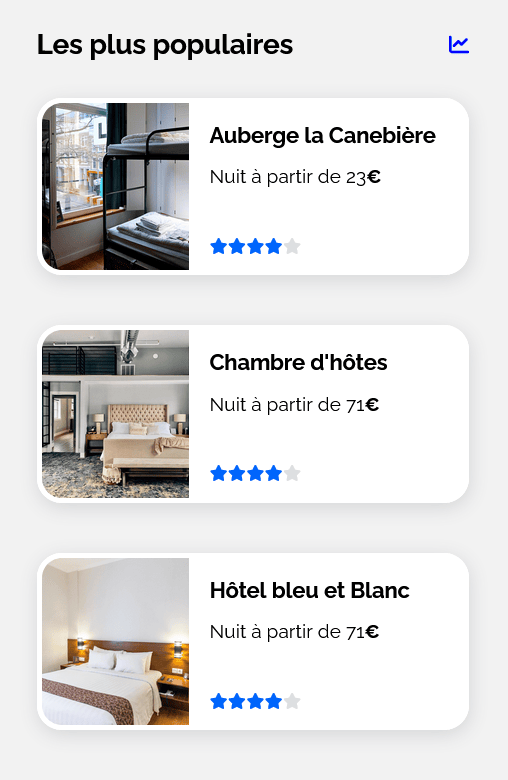 Les plus populaires
Auberge la Canebière
Nuit à partir de 23€
Chambre d'hôtes
Nuit à partir de 71€
Hôtel bleu et Blanc
Nuit à partir de 71€